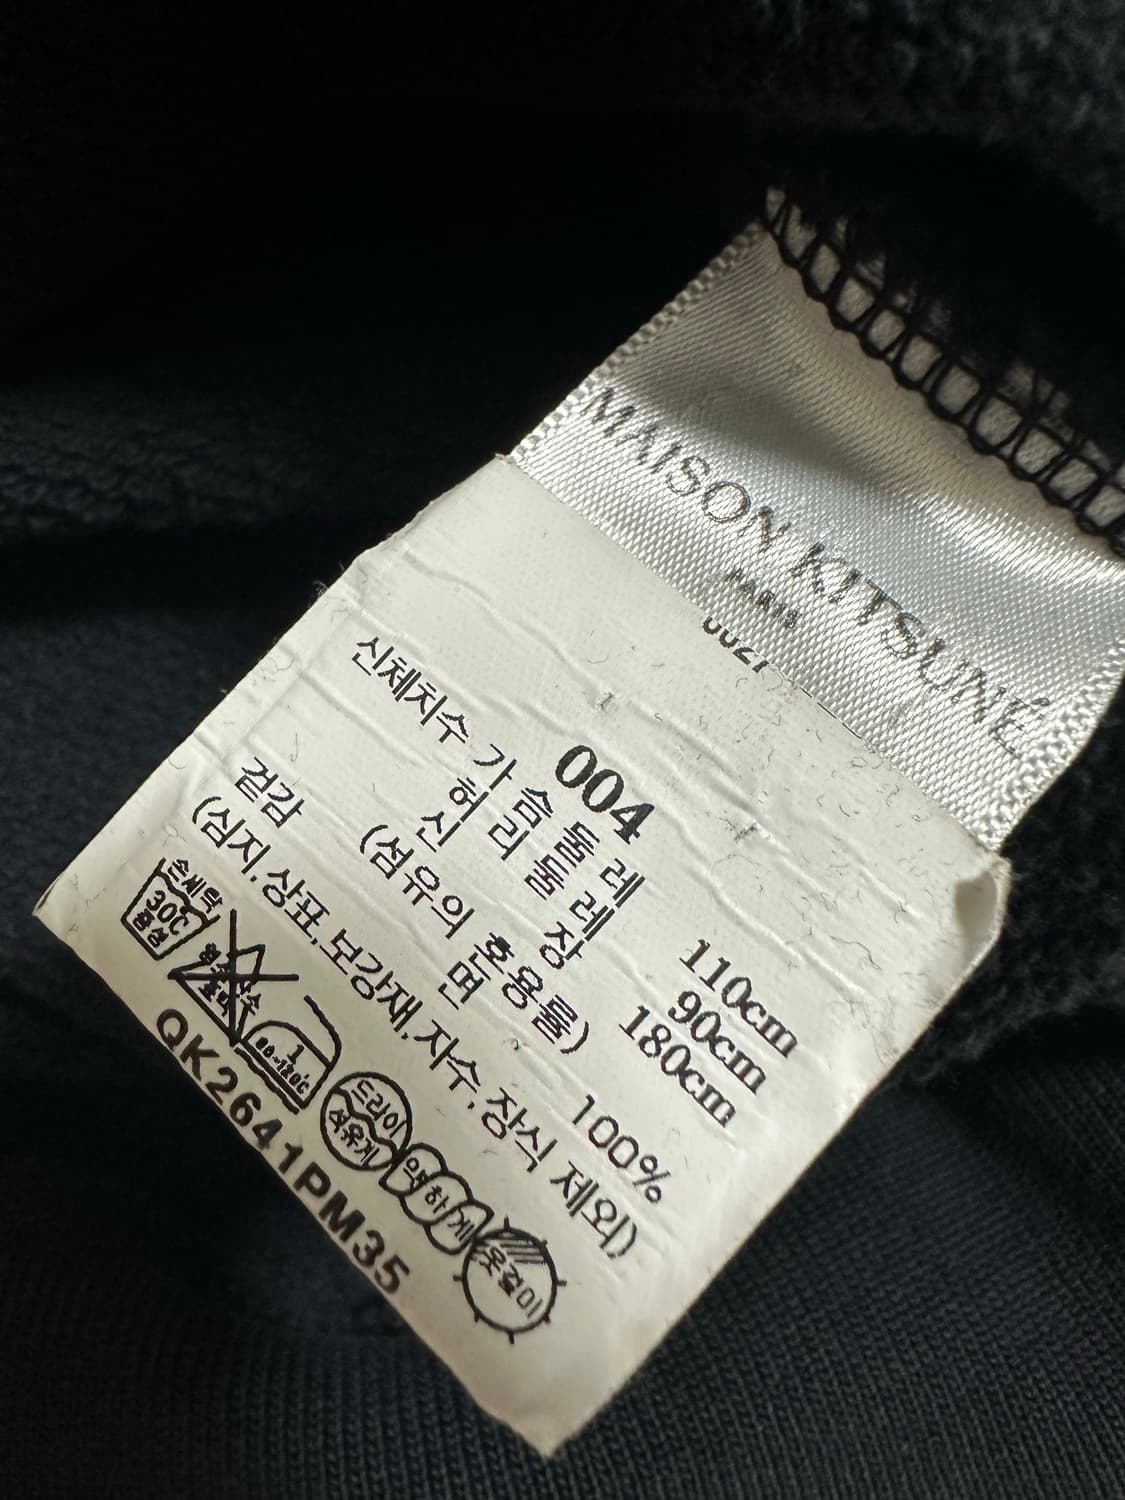 MAISON KITSUNÉ
PARIS
004
신체치수 가슴둘레 110cm
허리둘레 90cm
신장 180cm
(섬유의 혼용률)
겉감 면 100%
(심지,상표,보강재,자수,장식 제외)
손세탁
30℃
중성
1
80~120℃
드라이
석유계
약하게
옷걸이
QK2641PM35